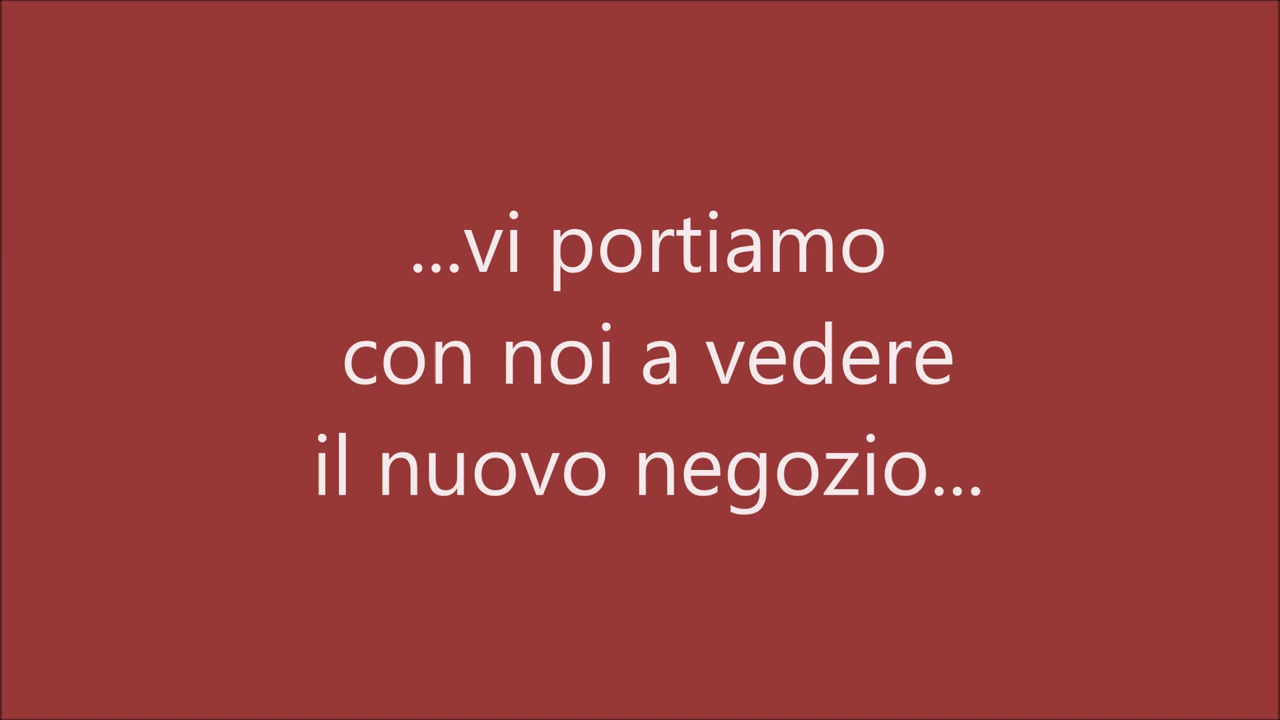 ...vi portiamo
con noi a vedere
il nuovo negozio...